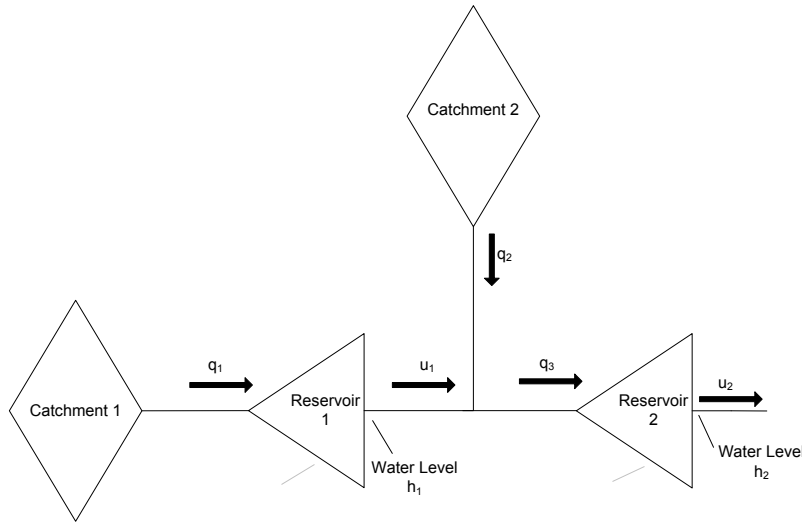 Catchment 2
q2
Catchment 1
q1
Reservoir
1
u1
q3
Reservoir
2
u2
Water Level
h1
Water Level
h2